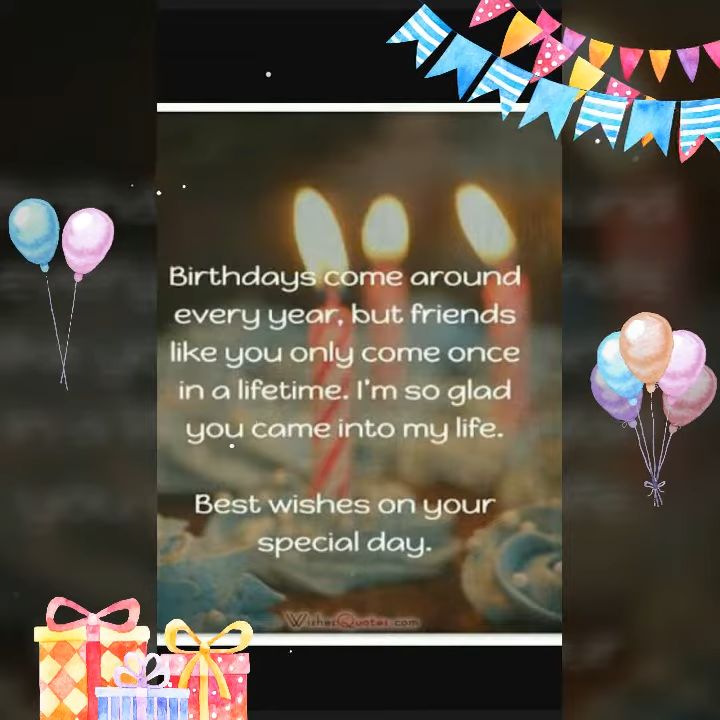 Birthdays come around
every year, but friends
like you only come once
in a lifetime. I'm so glad
you came into my life.
Best wishes on your
special day.
WishesQuotes.com